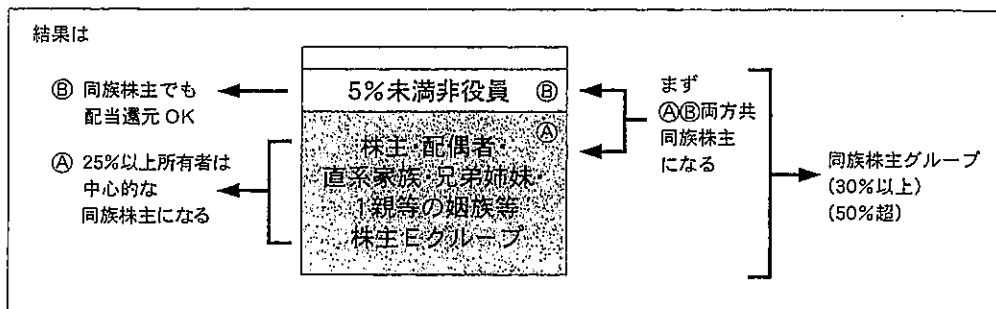 結果は
Ⓑ 同族株主でも
配当還元 OK
Ⓐ 25%以上所有者は
中心的な
同族株主になる
5%未満非役員 Ⓑ
Ⓐ
株主・配偶者・
直系家族・兄弟姉妹・
1親等の姻族等
株主Eグループ
まず
ⒶⒷ両方共
同族株主
になる
同族株主グループ
(30%以上)
(50%超)